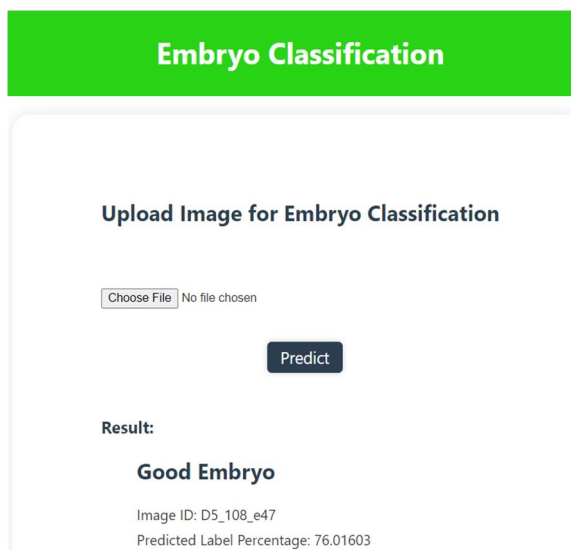 Embryo Classification
Upload Image for Embryo Classification
Choose File No file chosen
Predict
Result:
Good Embryo
Image ID: D5_108_e47
Predicted Label Percentage: 76.01603